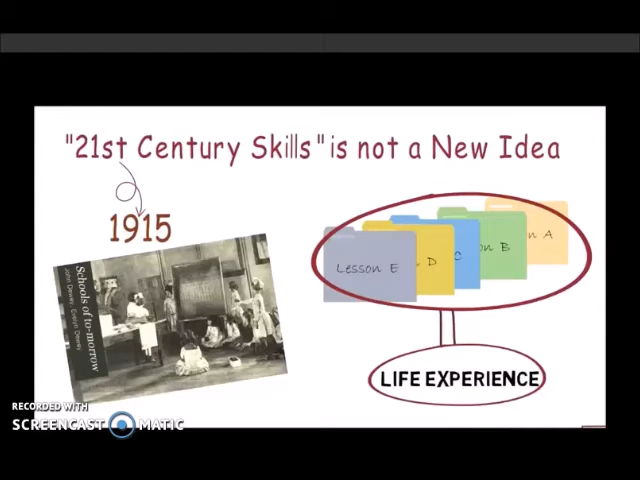 "21st Century Skills" is not a New Idea
1915
Schools of to-morrow
John Dewey, Evelyn Dewey
Lesson E
D
C
on B
n A
LIFE EXPERIENCE
RECORDED WITH
SCREENCAST MATIC